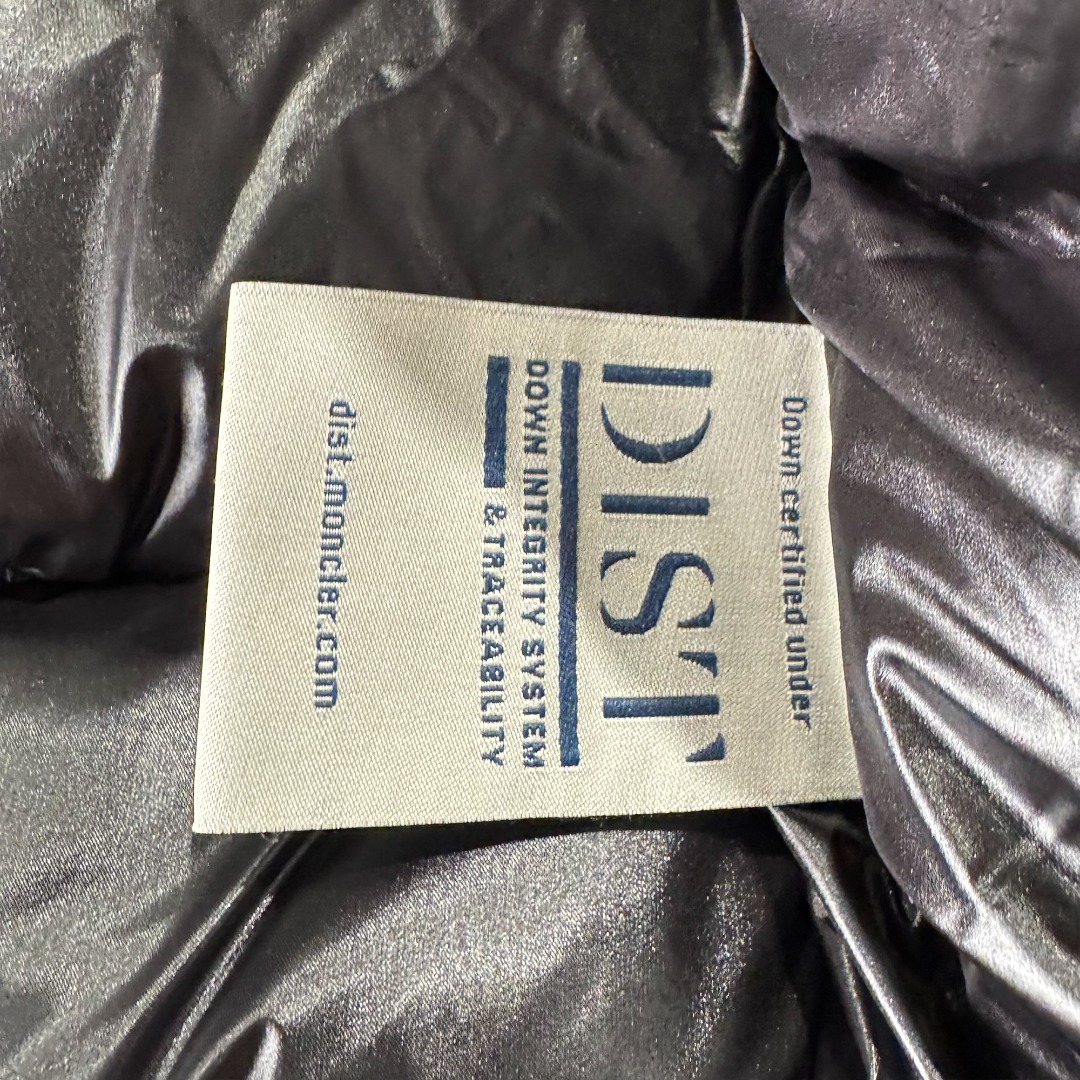 Down certified under
DIST
DOWN INTEGRITY SYSTEM
& TRACEABILITY
dist.moncler.com